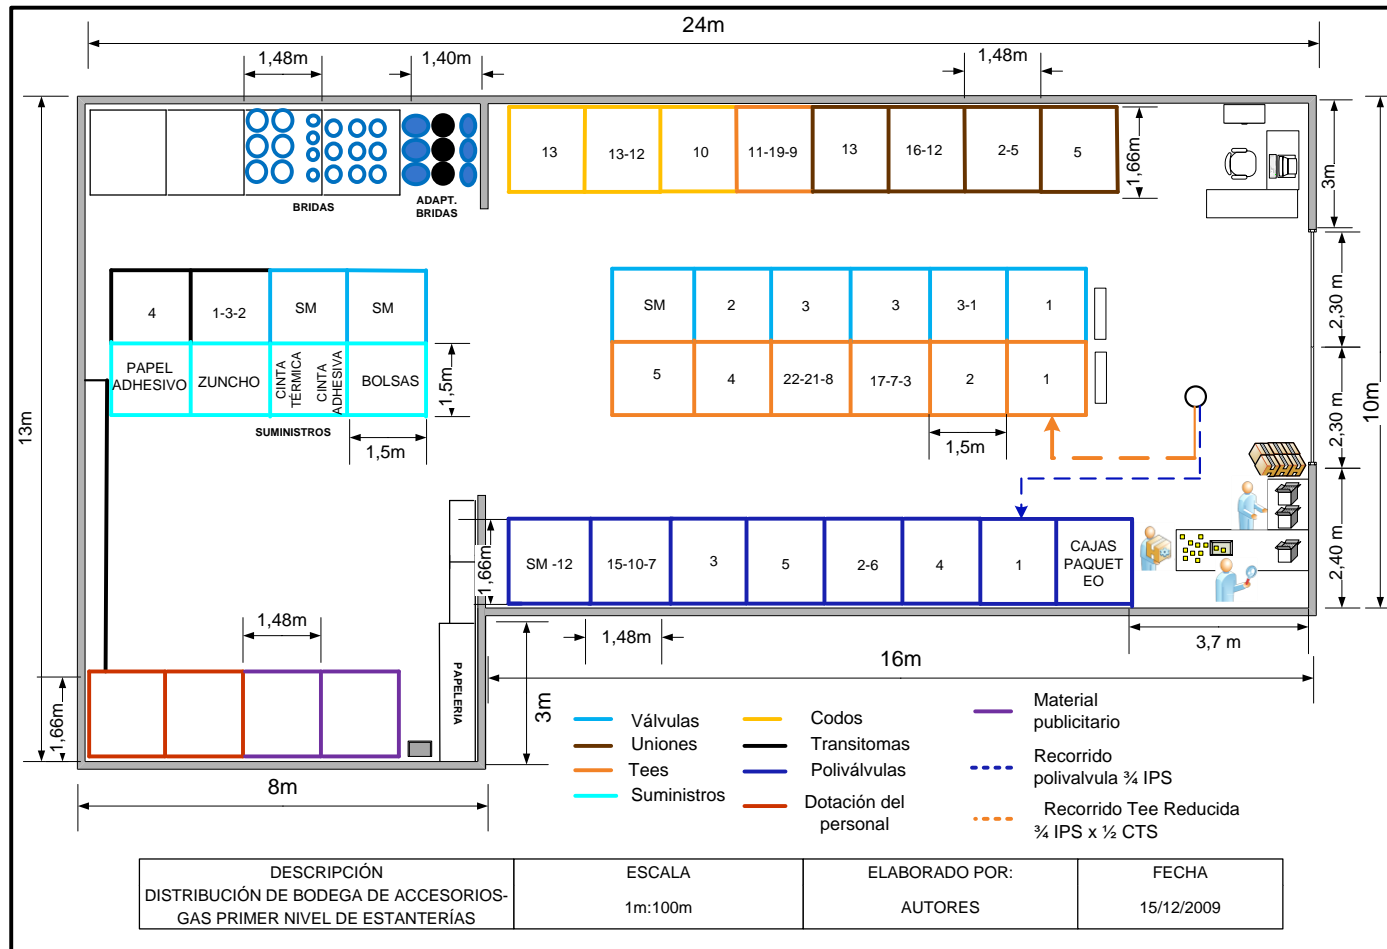 24m
1,48m
1,40m
1,48m
13
13-12
10
11-19-9
13
16-12
2-5
5
1,66m
3m
BRIDAS
ADAPT.
BRIDAS
4
1-3-2
SM
SM
SM
2
3
3
3-1
1
2,30 m
PAPEL
ADHESIVO
ZUNCHO
CINTA
TÉRMICA
CINTA
ADHESIVA
BOLSAS
1,5m
5
4
22-21-8
17-7-3
2
1
2,30 m
10m
13m
SUMINISTROS
1,5m
1,5m
1,66m
SM -12
15-10-7
3
5
2-6
4
1
CAJAS
PAQUET
EO
2,40 m
1,48m
1,48m
3,7 m
16m
1,66m
PAPELERIA
3m
8m
Válvulas
Uniones
Tees
Suministros
Codos
Transitomas
Poliválvulas
Dotación del
personal
Material
publicitario
Recorrido
polivalvula ¾ IPS
Recorrido Tee Reducida
¾ IPS x ½ CTS
DESCRIPCIÓN
DISTRIBUCIÓN DE BODEGA DE ACCESORIOS-
GAS PRIMER NIVEL DE ESTANTERÍAS
ESCALA
1m:100m
ELABORADO POR:
AUTORES
FECHA
15/12/2009